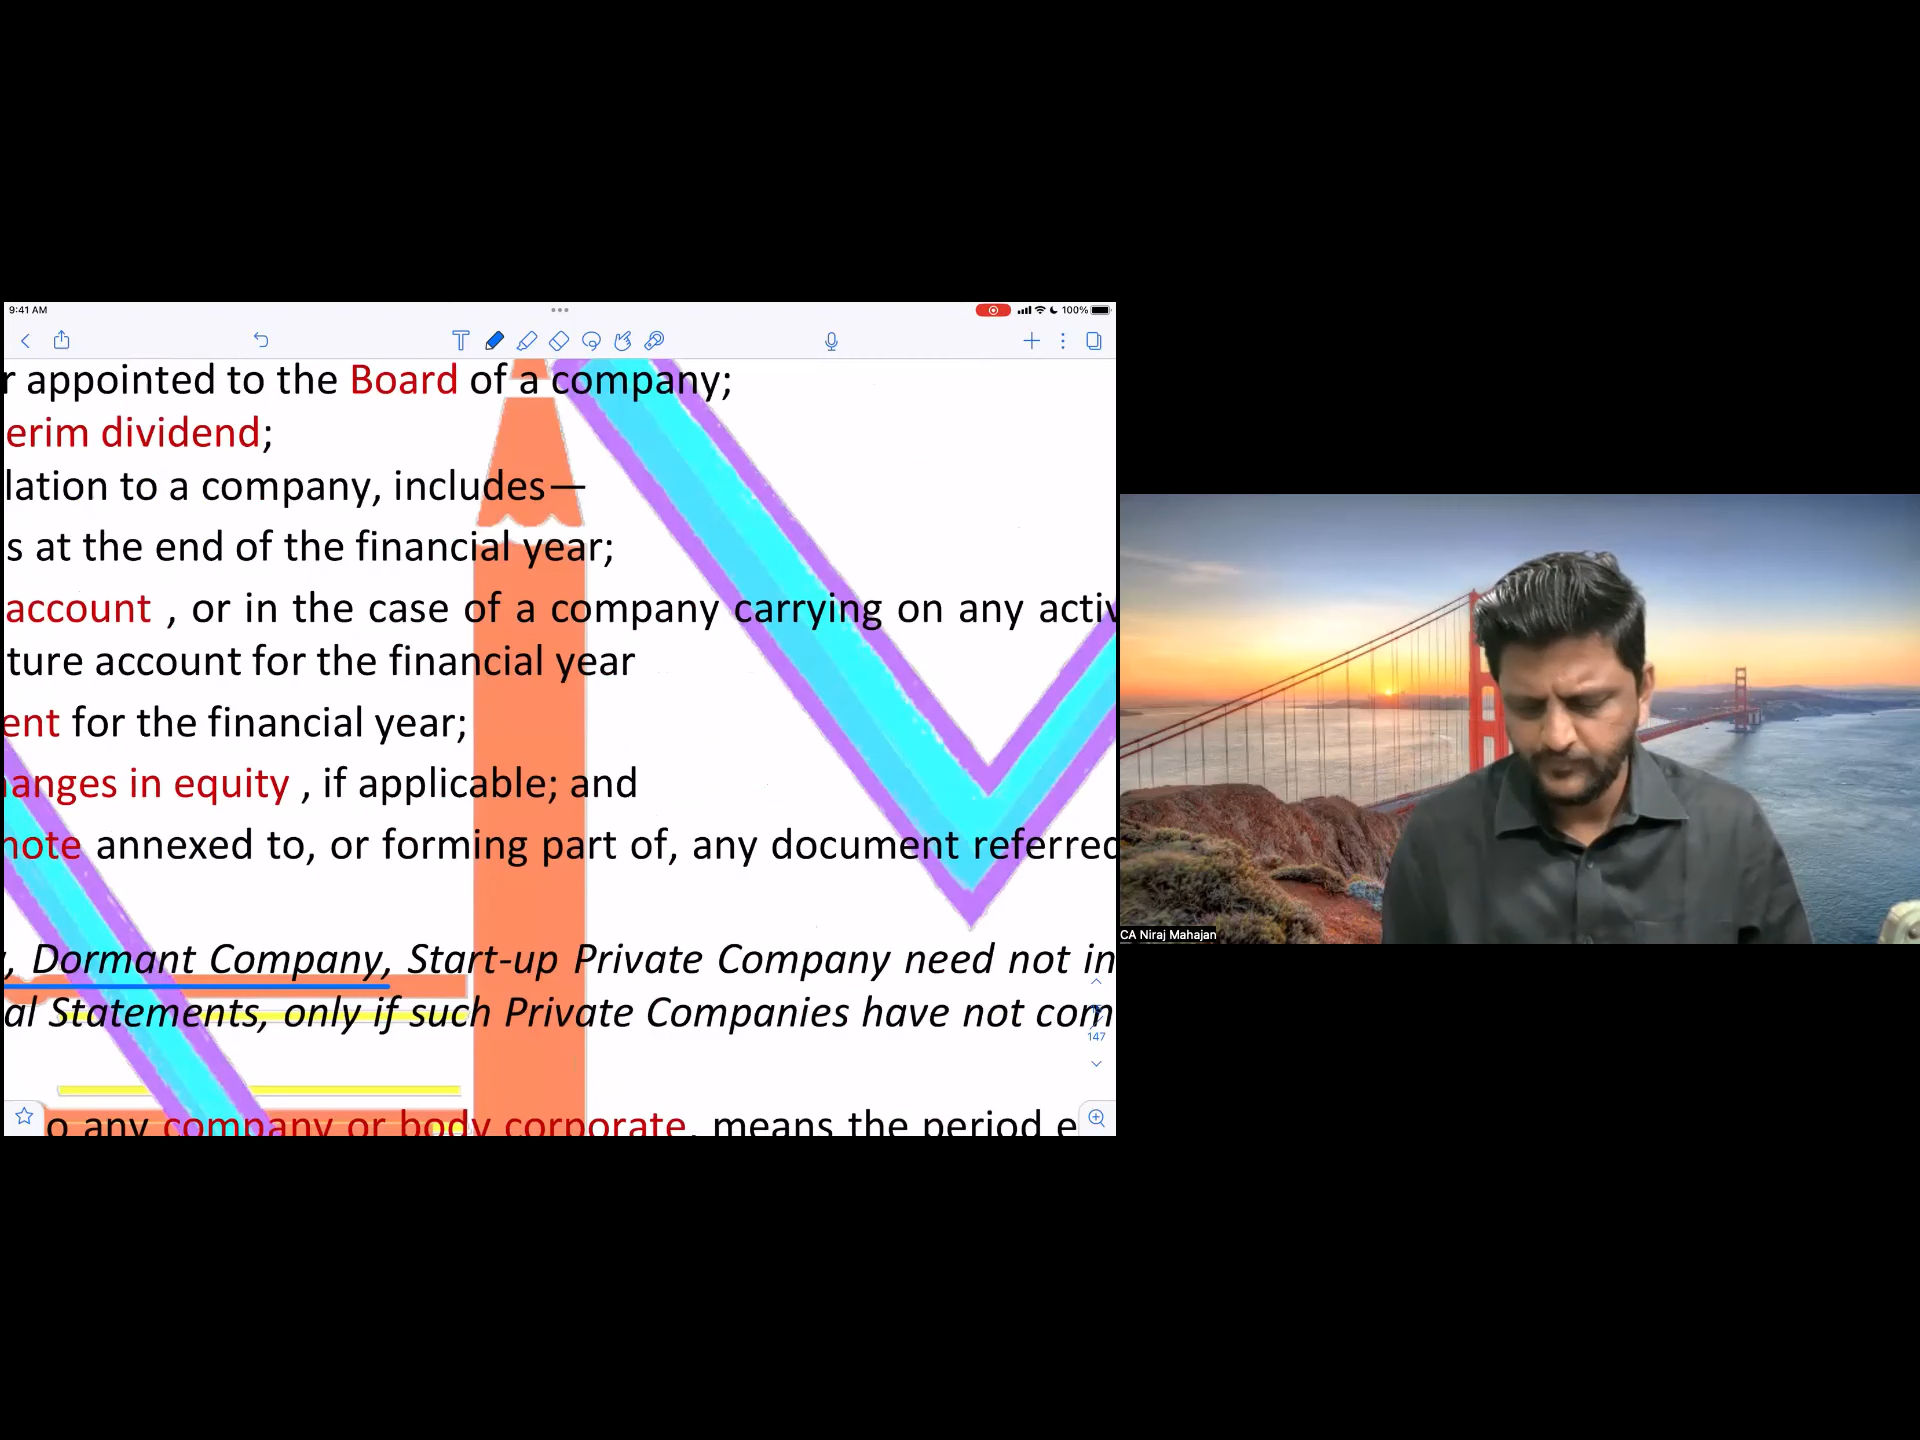 9:41 AM
100%
r appointed to the Board of a company;
erim dividend;
lation to a company, includes—
s at the end of the financial year;
account , or in the case of a company carrying on any activ
ture account for the financial year
ent for the financial year;
anges in equity , if applicable; and
note annexed to, or forming part of, any document referred
, Dormant Company, Start-up Private Company need not in
al Statements, only if such Private Companies have not com
147
o any company or body corporate, means the period e
CA Niraj Mahajan